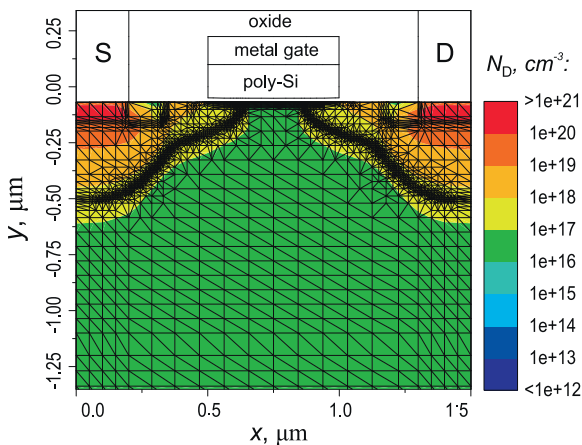 oxide
S
metal gate
D
poly-Si
N_D, cm⁻³:
0.25
0.00
-0.25
-0.50
-0.75
-1.00
-1.25
y, μm
>1e+21
1e+20
1e+19
1e+18
1e+17
1e+16
1e+15
1e+14
1e+13
<1e+12
0.0
0.5
1.0
1.5
x, μm